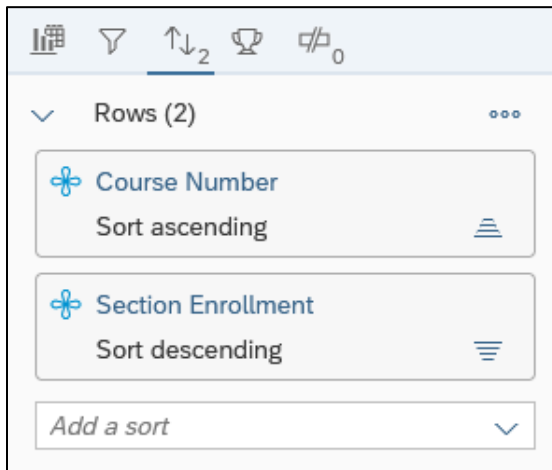 2
0
Rows (2)
Course Number
Sort ascending
Section Enrollment
Sort descending
Add a sort